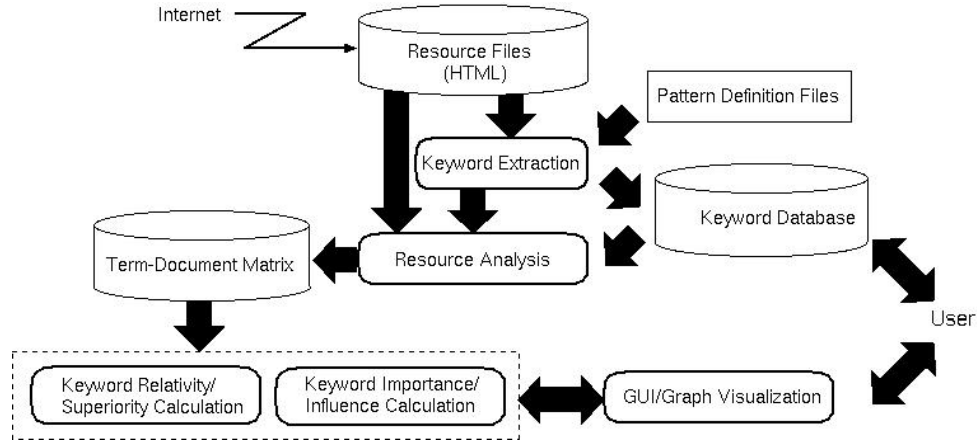 Internet
Resource Files
(HTML)
Pattern Definition Files
Keyword Extraction
Keyword Database
Term-Document Matrix
Resource Analysis
User
Keyword Relativity/
Superiority Calculation
Keyword Importance/
Influence Calculation
GUI/Graph Visualization